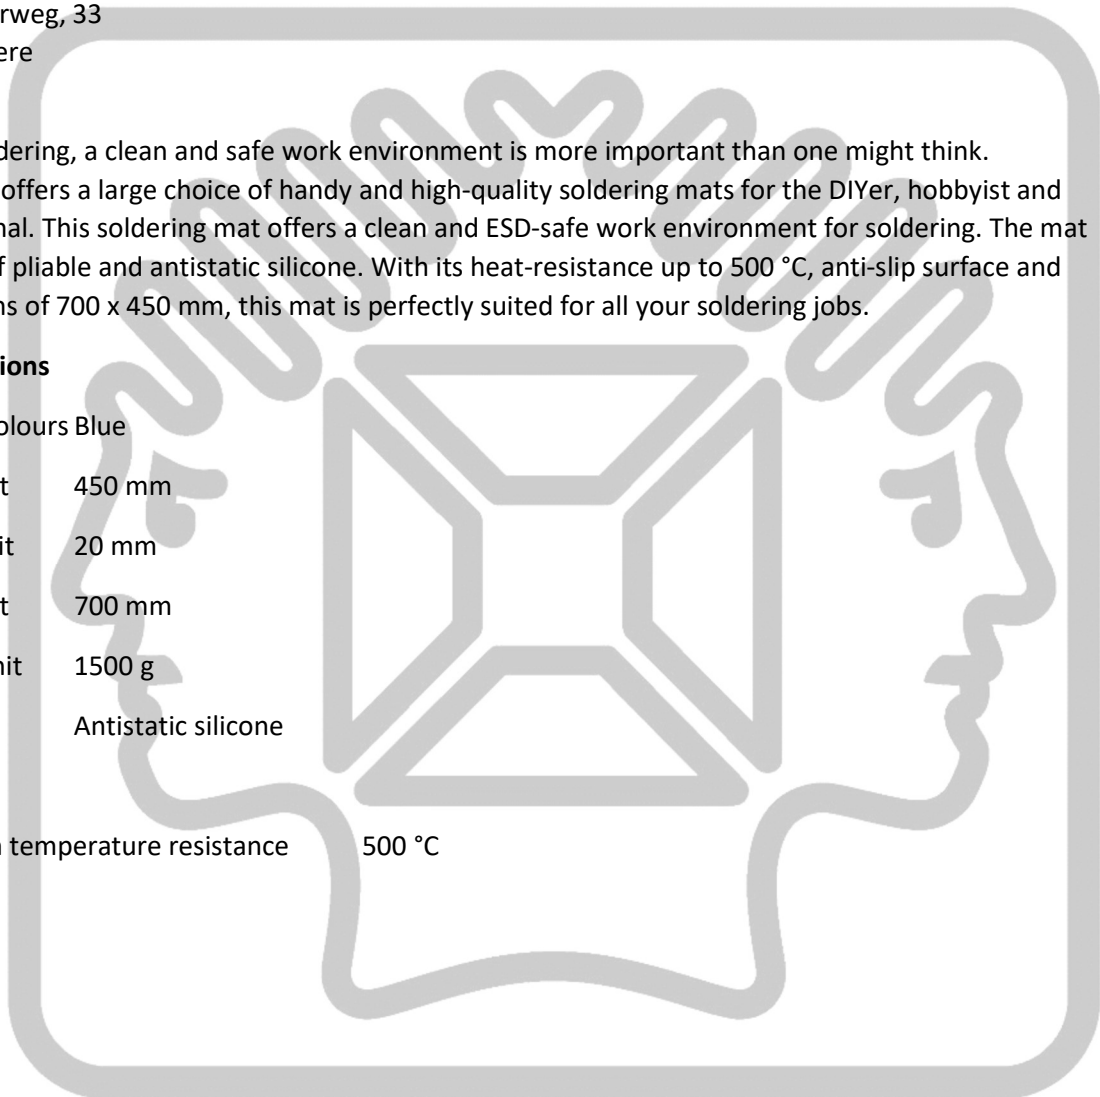 rweg, 33
ere
dering, a clean and safe work environment is more important than one might think.
offers a large choice of handy and high-quality soldering mats for the DIYer, hobbyist and
nal. This soldering mat offers a clean and ESD-safe work environment for soldering. The mat
f pliable and antistatic silicone. With its heat-resistance up to 500 °C, anti-slip surface and
ns of 700 x 450 mm, this mat is perfectly suited for all your soldering jobs.
ions
olours Blue
t 450 mm
it 20 mm
t 700 mm
nit 1500 g
Antistatic silicone
n temperature resistance 500 °C